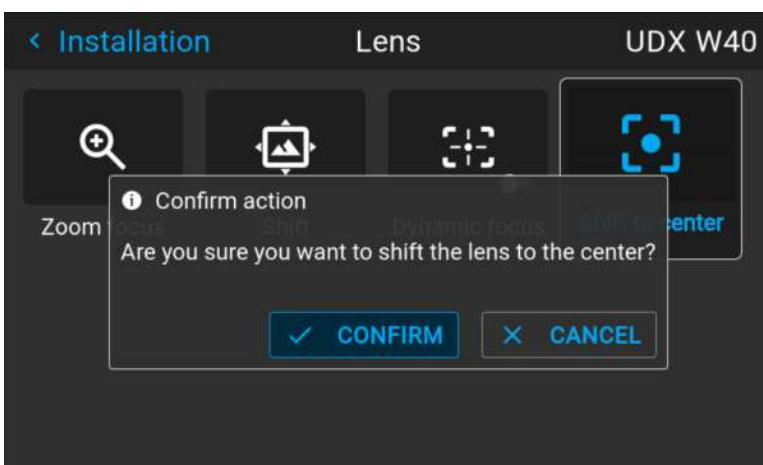 Installation
Lens
UDX W40
Confirm action
Zoom focus
Shift
Dynamic focus
Shift to center
Are you sure you want to shift the lens to the center?
CONFIRM
CANCEL